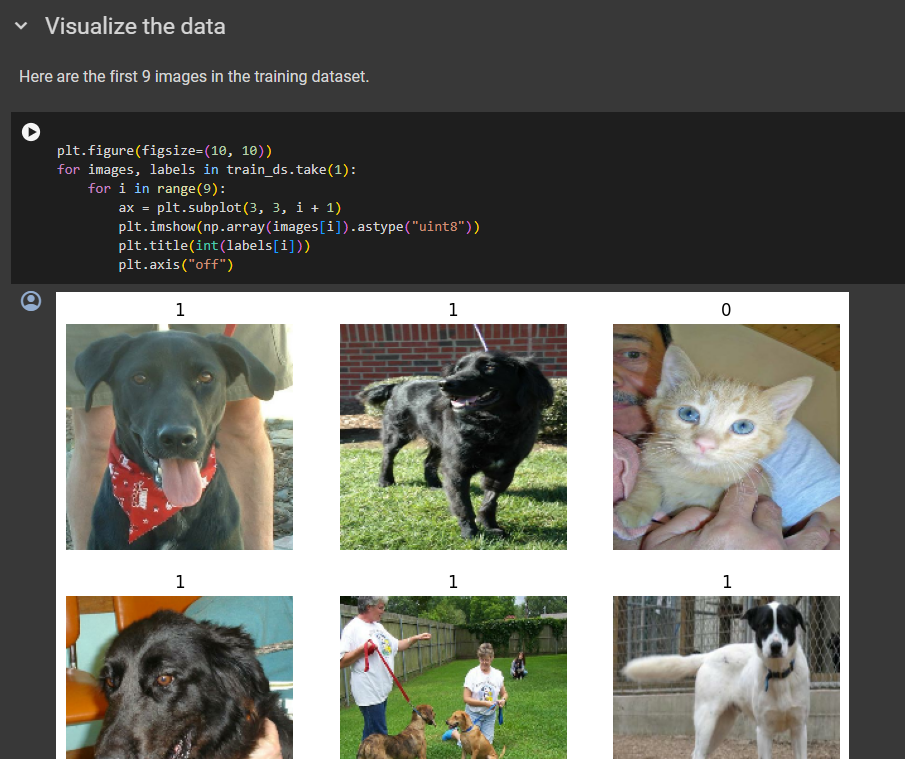 Visualize the data
Here are the first 9 images in the training dataset.
plt.figure(figsize=(10, 10))
for images, labels in train_ds.take(1):
    for i in range(9):
        ax = plt.subplot(3, 3, i + 1)
        plt.imshow(np.array(images[i]).astype("uint8"))
        plt.title(int(labels[i]))
        plt.axis("off")
1 1 0
1 1 1